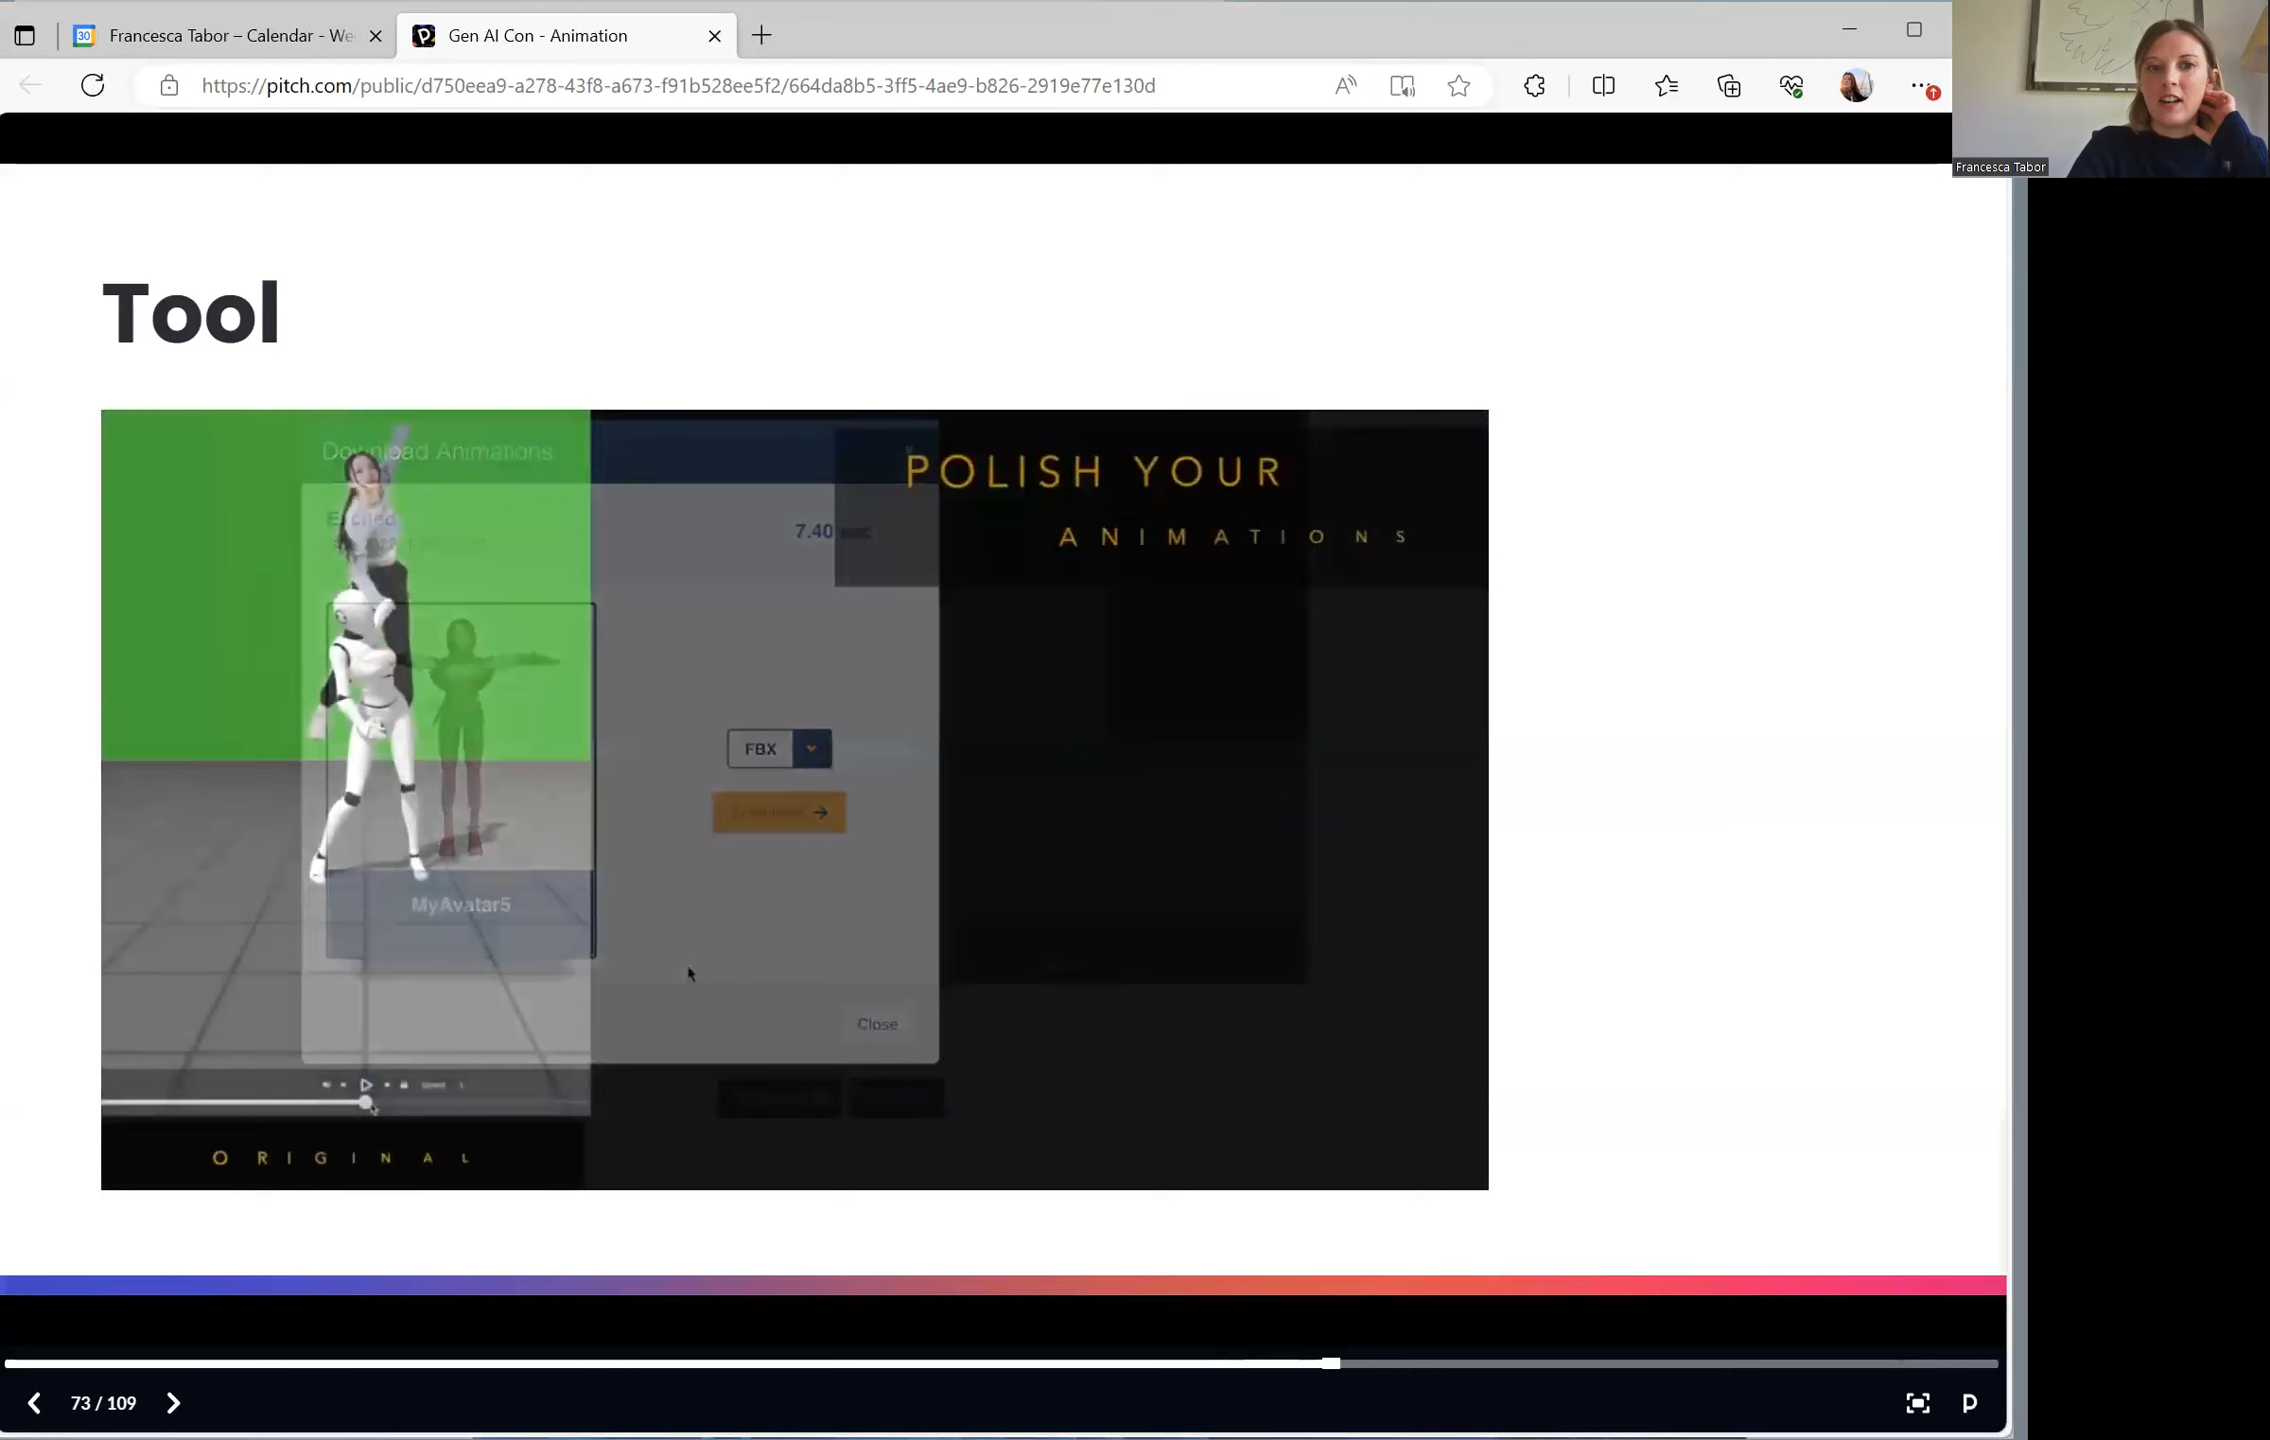 Francesca Tabor – Calendar - We
Gen AI Con - Animation
https://pitch.com/public/d750eea9-a278-43f8-a673-f91b528ee5f2/664da8b5-3ff5-4ae9-b826-2919e77e130d
Francesca Tabor
Tool
Download Animations
POLISH YOUR
ANIMATIONS
Excited
7.40
FBX
MyAvatar5
Close
ORIGINAL
73 / 109